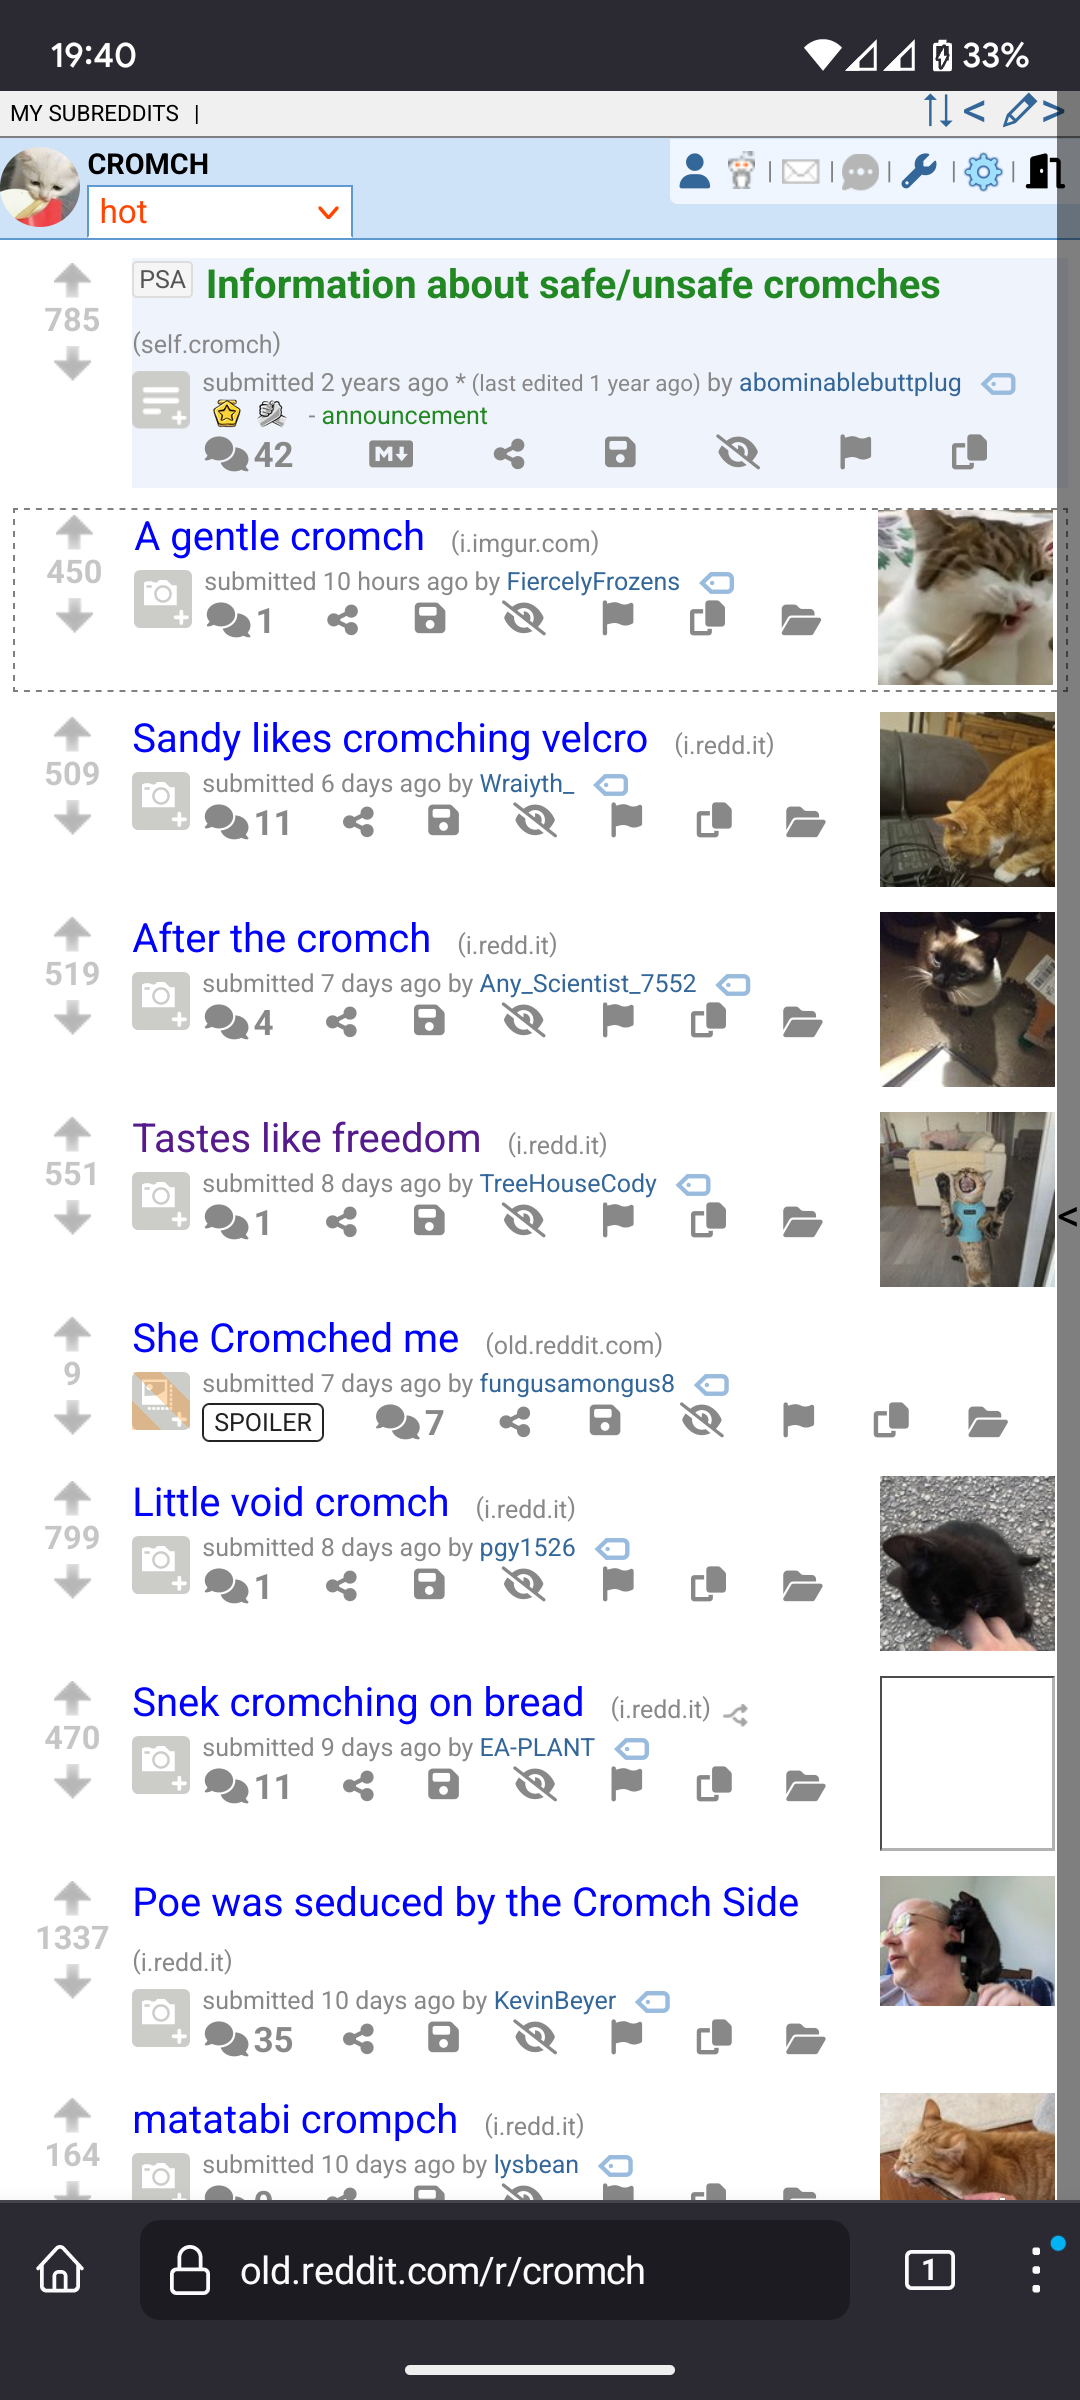 19:40
33%
MY SUBREDDITS |
< >
CROMCH
hot
785
PSA Information about safe/unsafe cromches
(self.cromch)
submitted 2 years ago * (last edited 1 year ago) by abominablebuttplug
- announcement
42 M
450
A gentle cromch (i.imgur.com)
submitted 10 hours ago by FiercelyFrozens
1
509
Sandy likes cromching velcro (i.redd.it)
submitted 6 days ago by Wraiyth_
11
519
After the cromch (i.redd.it)
submitted 7 days ago by Any_Scientist_7552
4
551
Tastes like freedom (i.redd.it)
submitted 8 days ago by TreeHouseCody
1
<
9
She Cromched me (old.reddit.com)
submitted 7 days ago by fungusamongus8
SPOILER 7
799
Little void cromch (i.redd.it)
submitted 8 days ago by pgy1526
1
470
Snek cromching on bread (i.redd.it)
submitted 9 days ago by EA-PLANT
11
1337
Poe was seduced by the Cromch Side
(i.redd.it)
submitted 10 days ago by KevinBeyer
35
164
matatabi crompch (i.redd.it)
submitted 10 days ago by lysbean
old.reddit.com/r/cromch
1